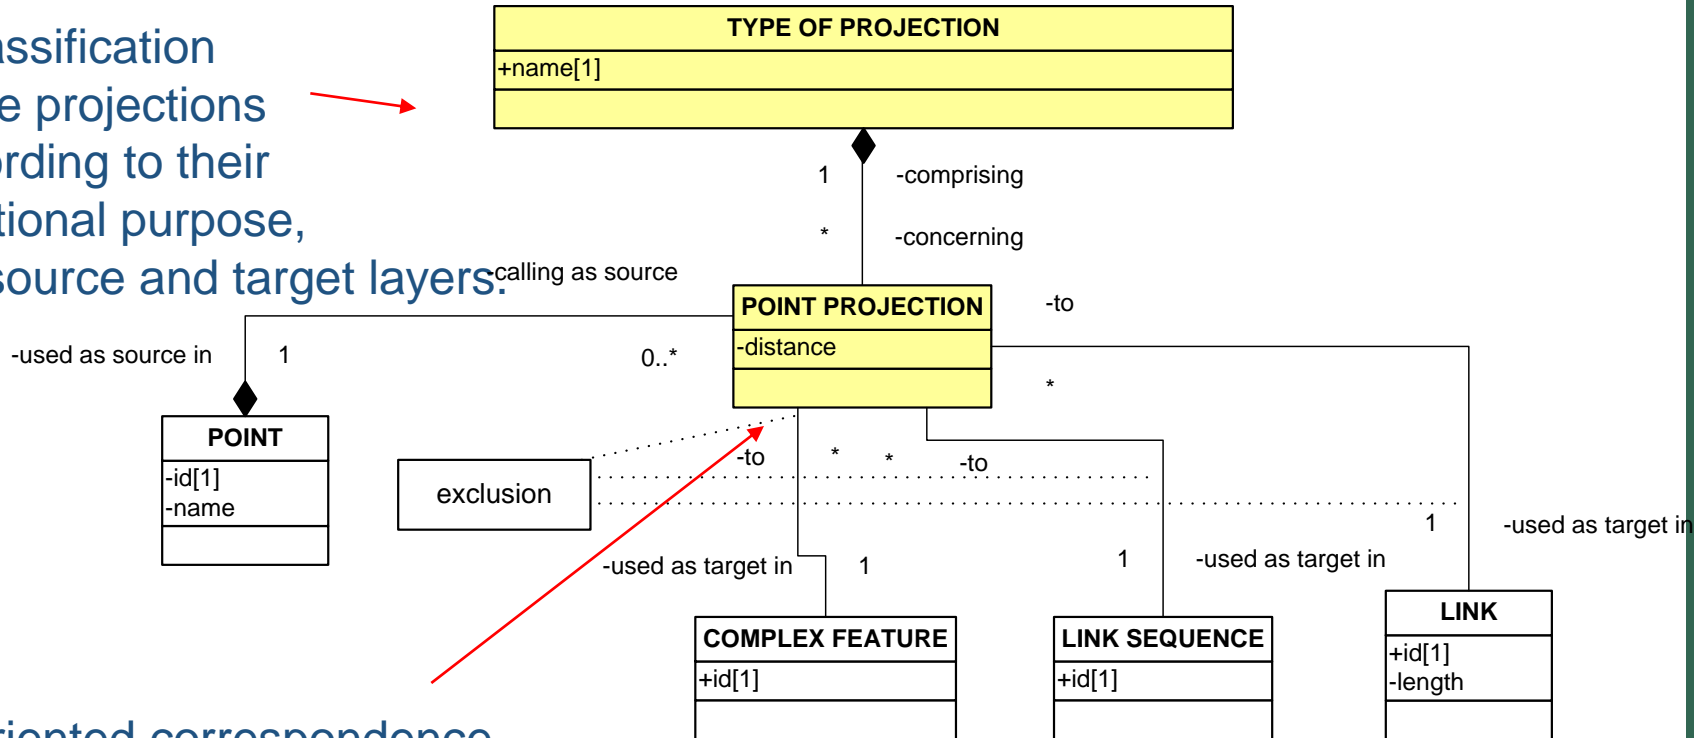 assification
e projections
ording to their
tional purpose,
source and target layers.
TYPE OF PROJECTION
+name[1]
1
-comprising
*
-concerning
-calling as source
POINT PROJECTION
-distance
-to
*
-used as source in
1
0..*
POINT
-id[1]
-name
exclusion
-to
*
*
-to
-used as target in
1
1
-used as target in
1
-used as target in
COMPLEX FEATURE
+id[1]
LINK SEQUENCE
+id[1]
LINK
+id[1]
-length
riented correspondence